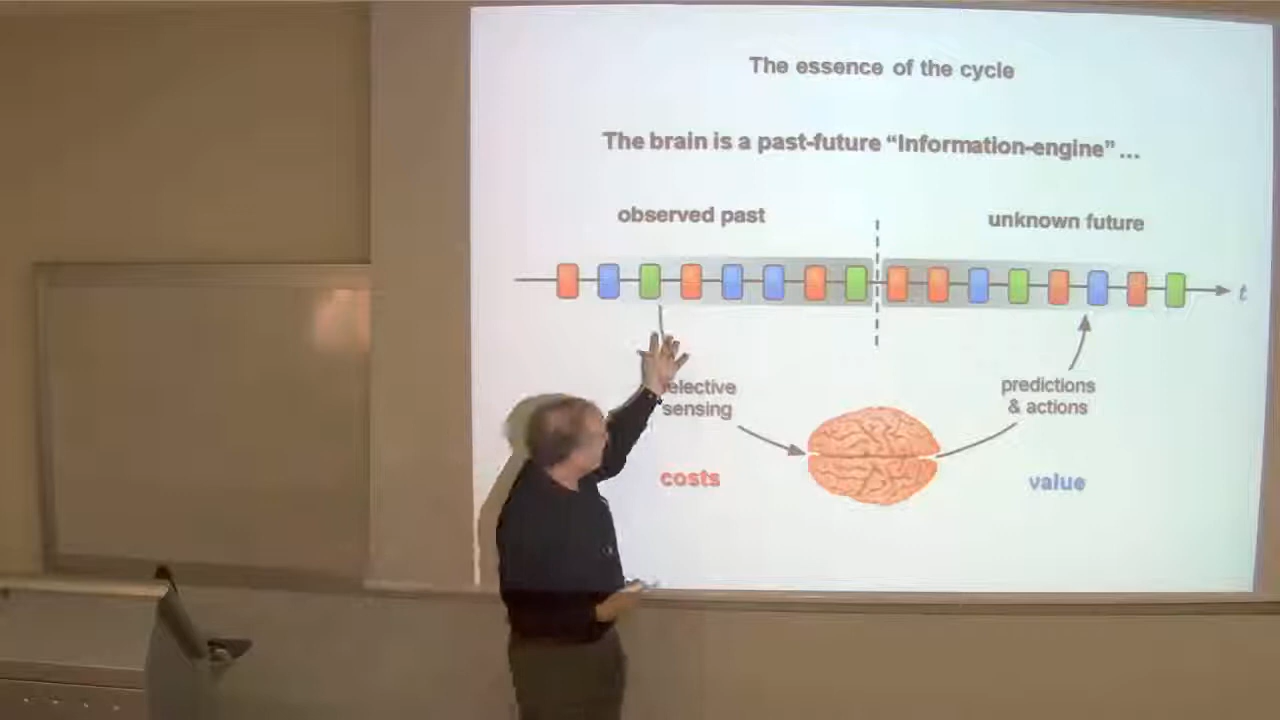 The essence of the cycle
The brain is a past-future “Information-engine” ...
observed past
unknown future
t
elective
sensing
predictions
& actions
costs
value